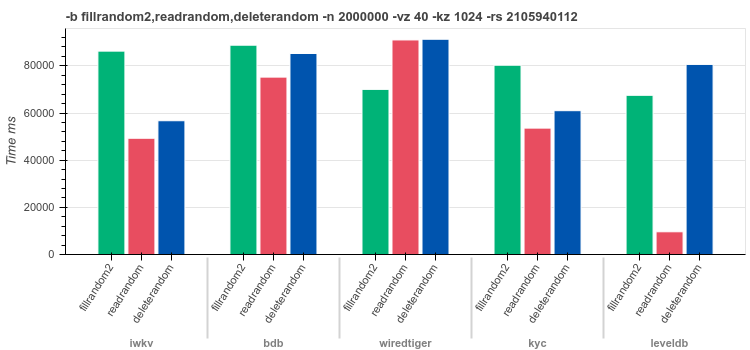 -b fillrandom2,readrandom,deleterandom -n 2000000 -vz 40 -kz 1024 -rs 2105940112
Time ms
80000
60000
40000
20000
0
fillrandom2
readrandom
deleterandom
fillrandom2
readrandom
deleterandom
fillrandom2
readrandom
deleterandom
fillrandom2
readrandom
deleterandom
fillrandom2
readrandom
deleterandom
iwkv
bdb
wiredtiger
kyc
leveldb